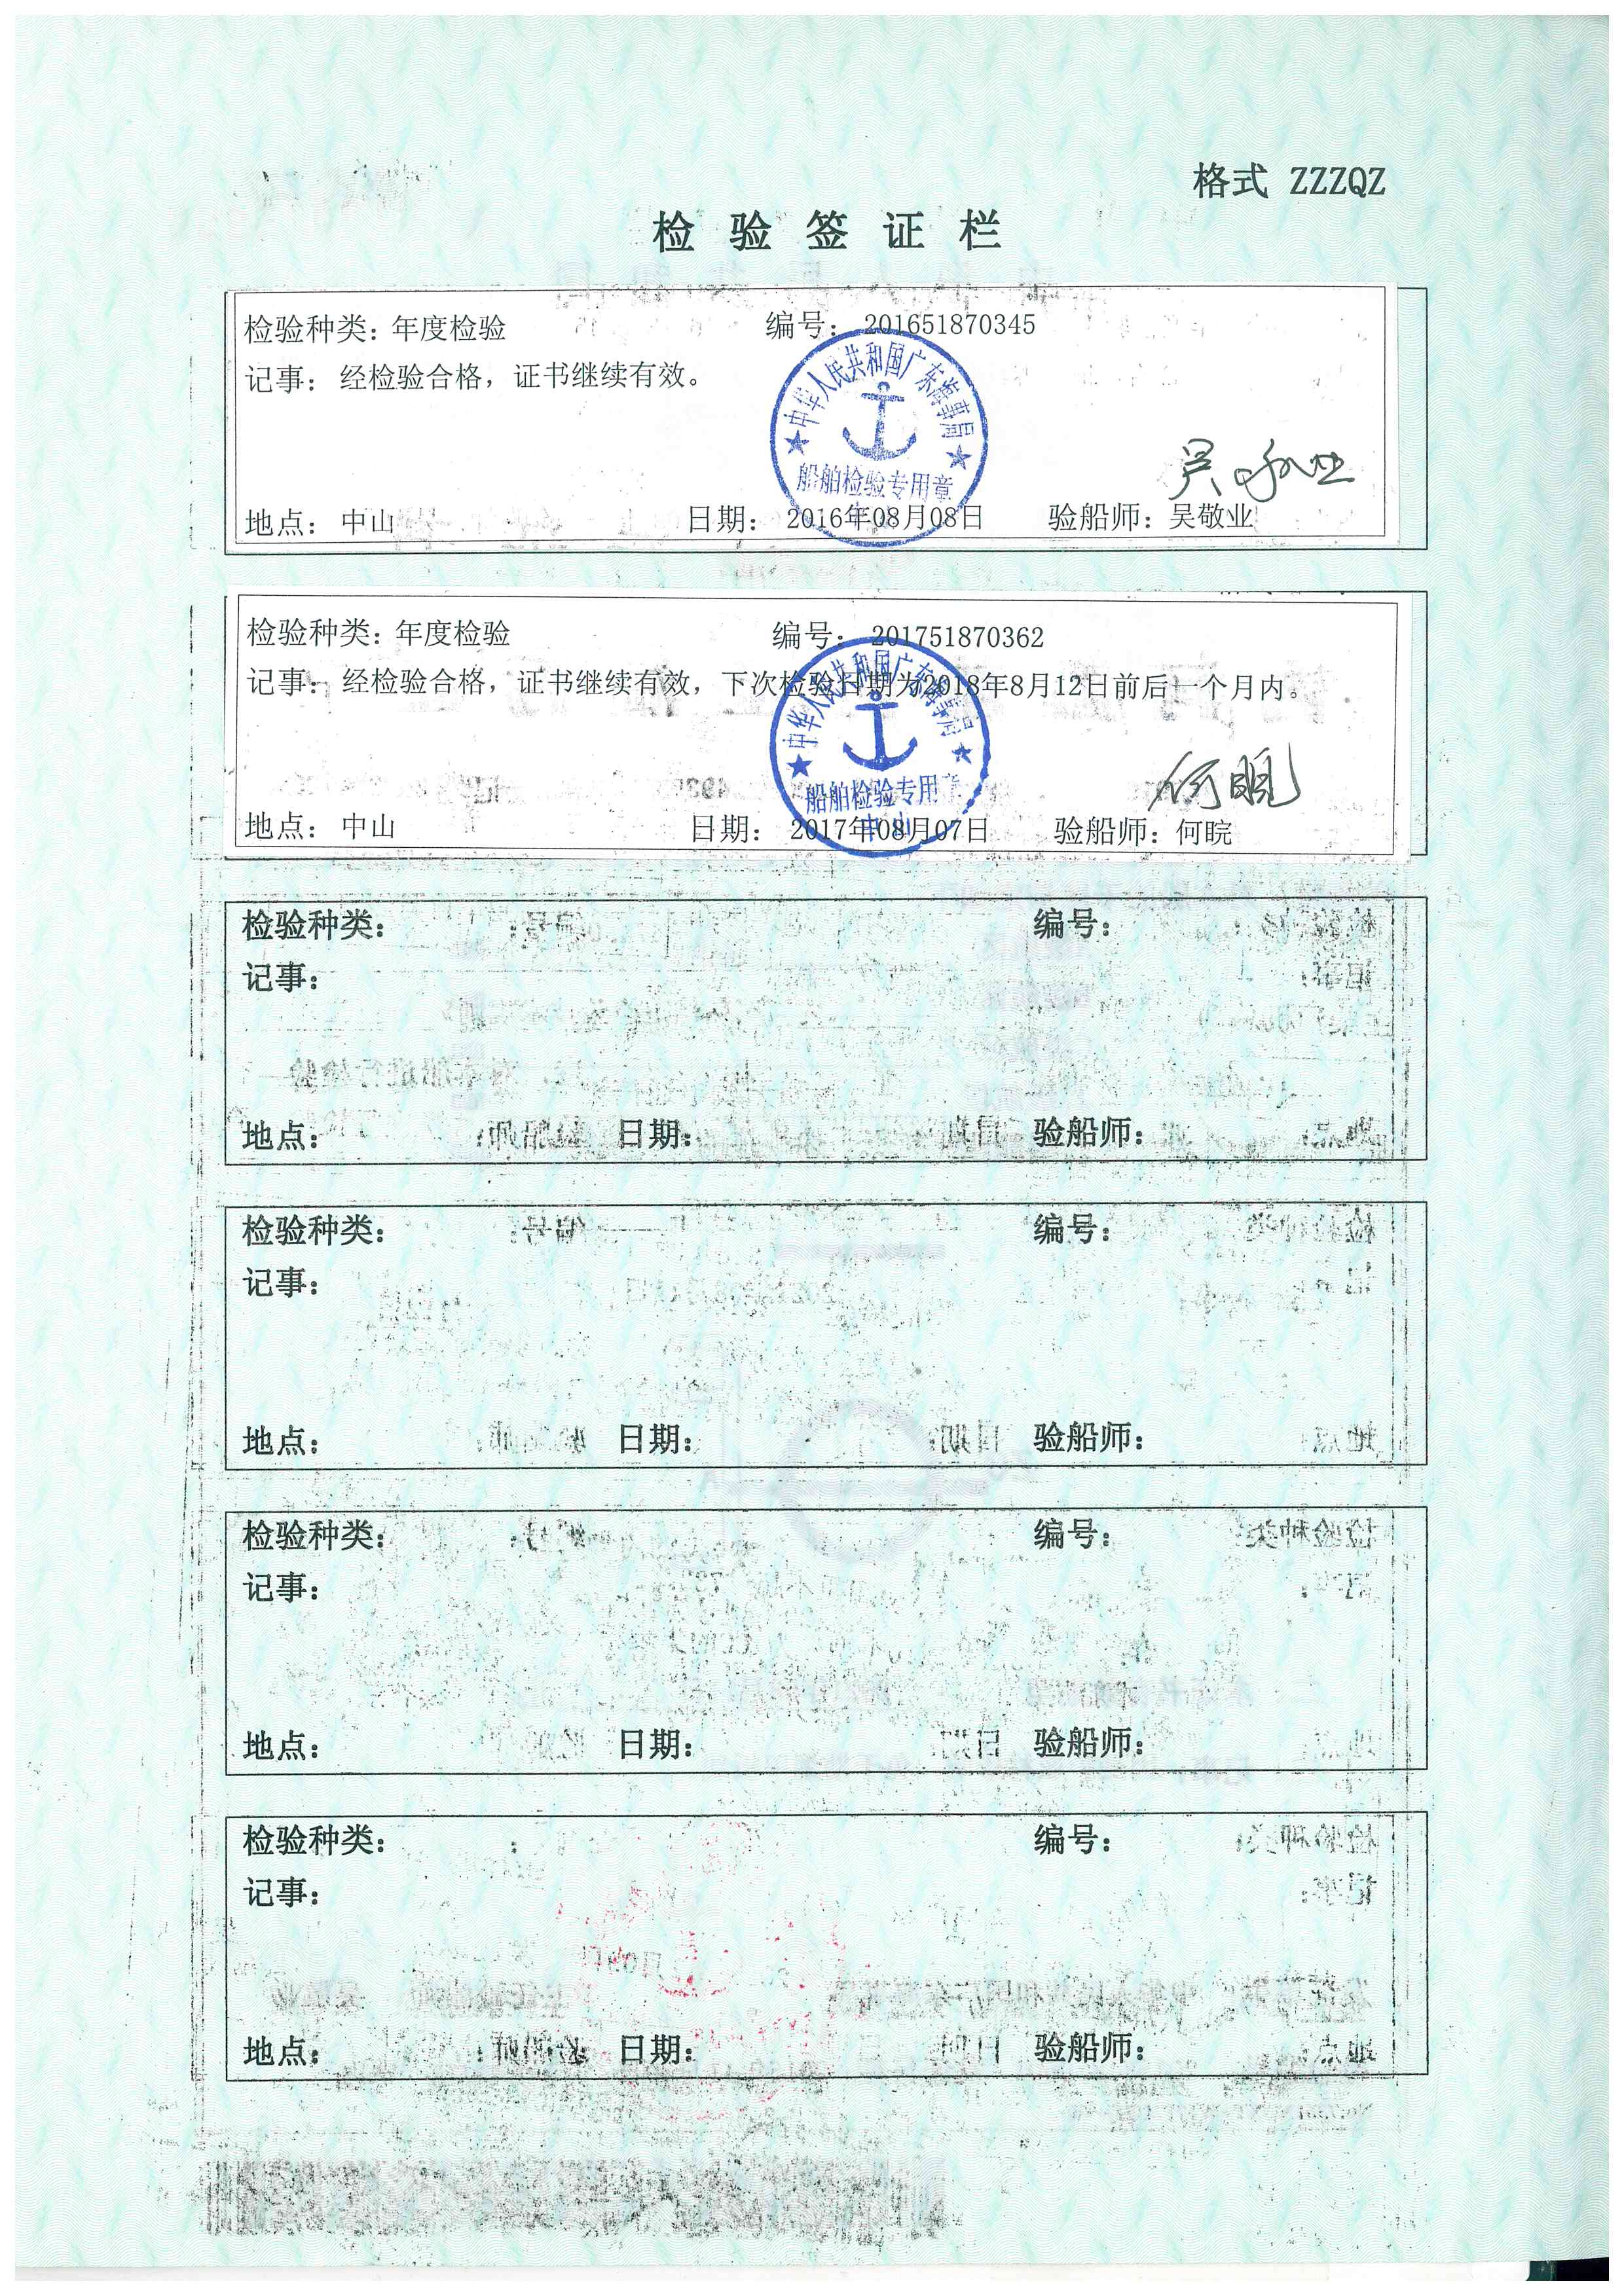 格式 ZZZQZ
检验签证栏
检验种类：年度检验 编号：201651870345
记事：经检验合格，证书继续有效。
中华人民共和国广东海事局
船舶检验专用章
吴敬业
地点：中山 日期：2016年08月08日 验船师：吴敬业
检验种类：年度检验 编号：201751870362
记事：经检验合格，证书继续有效，下次检验日期为2018年8月12日前后一个月内。
中华人民共和国广东海事局
船舶检验专用章
中山
何晥
地点：中山 日期：2017年08月07日 验船师：何晥
检验种类： 编号：
记事：
地点： 日期： 验船师：
检验种类： 编号：
记事：
地点： 日期： 验船师：
检验种类： 编号：
记事：
地点： 日期： 验船师：
检验种类： 编号：
记事：
地点： 日期： 验船师：